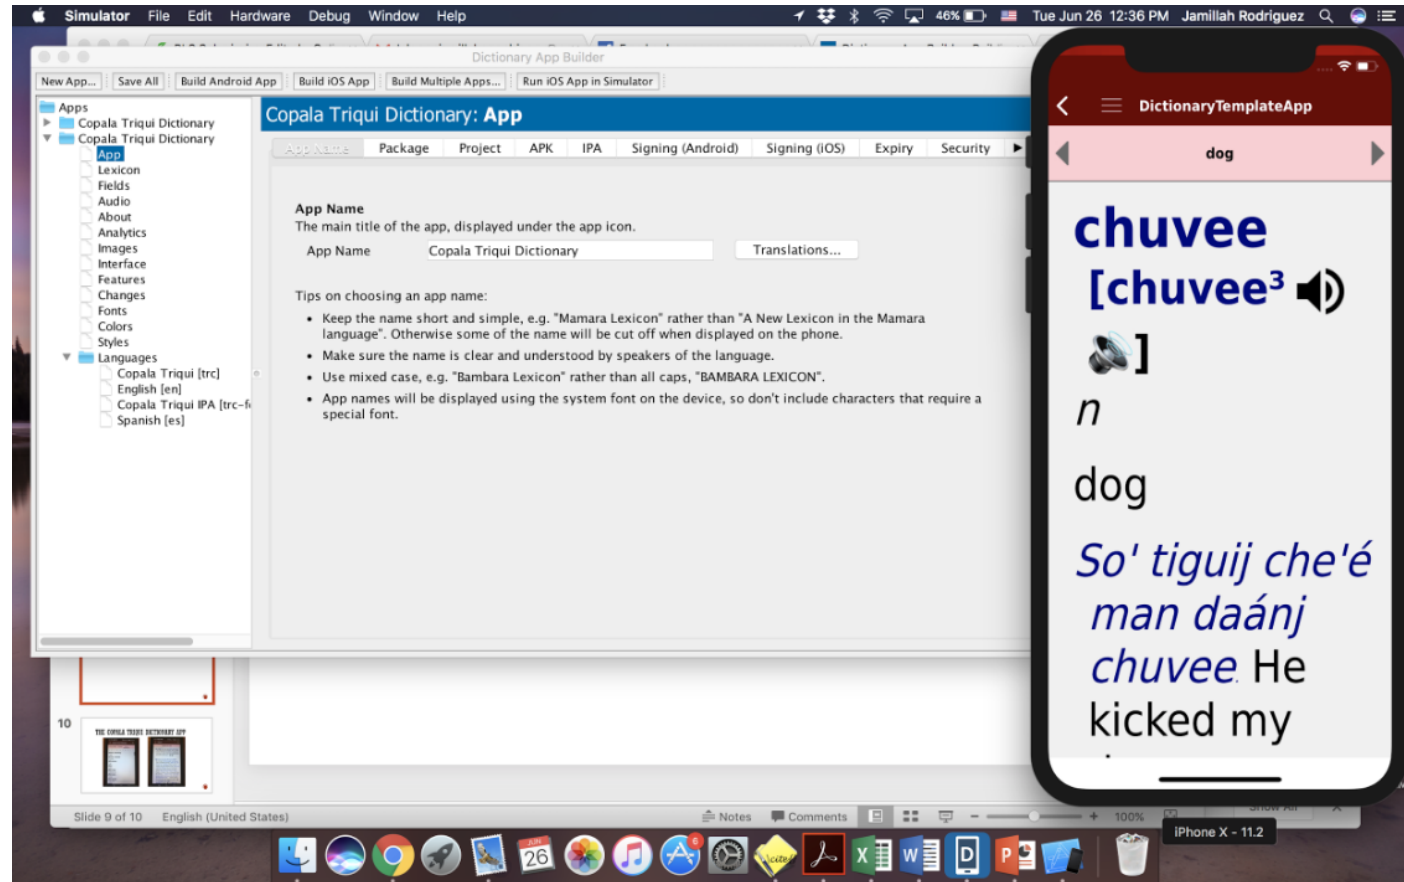 Simulator File Edit Hardware Debug Window Help 46% Tue Jun 26 12:36 PM Jamillah Rodriguez
Dictionary App Builder
New App... Save All Build Android App Build iOS App Build Multiple Apps... Run iOS App in Simulator
Apps
Copala Triqui Dictionary
Copala Triqui Dictionary
App
Lexicon
Fields
Audio
About
Analytics
Images
Interface
Features
Changes
Fonts
Colors
Styles
Languages
Copala Triqui [trc]
English [en]
Copala Triqui IPA [trc-f
Spanish [es]
Copala Triqui Dictionary: App
App Name Package Project APK IPA Signing (Android) Signing (iOS) Expiry Security
App Name
The main title of the app, displayed under the app icon.
App Name Copala Triqui Dictionary Translations...
Tips on choosing an app name:
• Keep the name short and simple, e.g. "Mamara Lexicon" rather than "A New Lexicon in the Mamara
language". Otherwise some of the name will be cut off when displayed on the phone.
• Make sure the name is clear and understood by speakers of the language.
• Use mixed case, e.g. "Bambara Lexicon" rather than all caps, "BAMBARA LEXICON".
• App names will be displayed using the system font on the device, so don't include characters that require a
special font.
DictionaryTemplateApp
dog
chuvee
[chuvee³
]
n
dog
So' tiguij che'é
man daánj
chuvee. He
kicked my
10
THE COPALA TRIQUI DICTIONARY APP
Slide 9 of 10 English (United States) Notes Comments 100%
iPhone X - 11.2
JUN
26
6